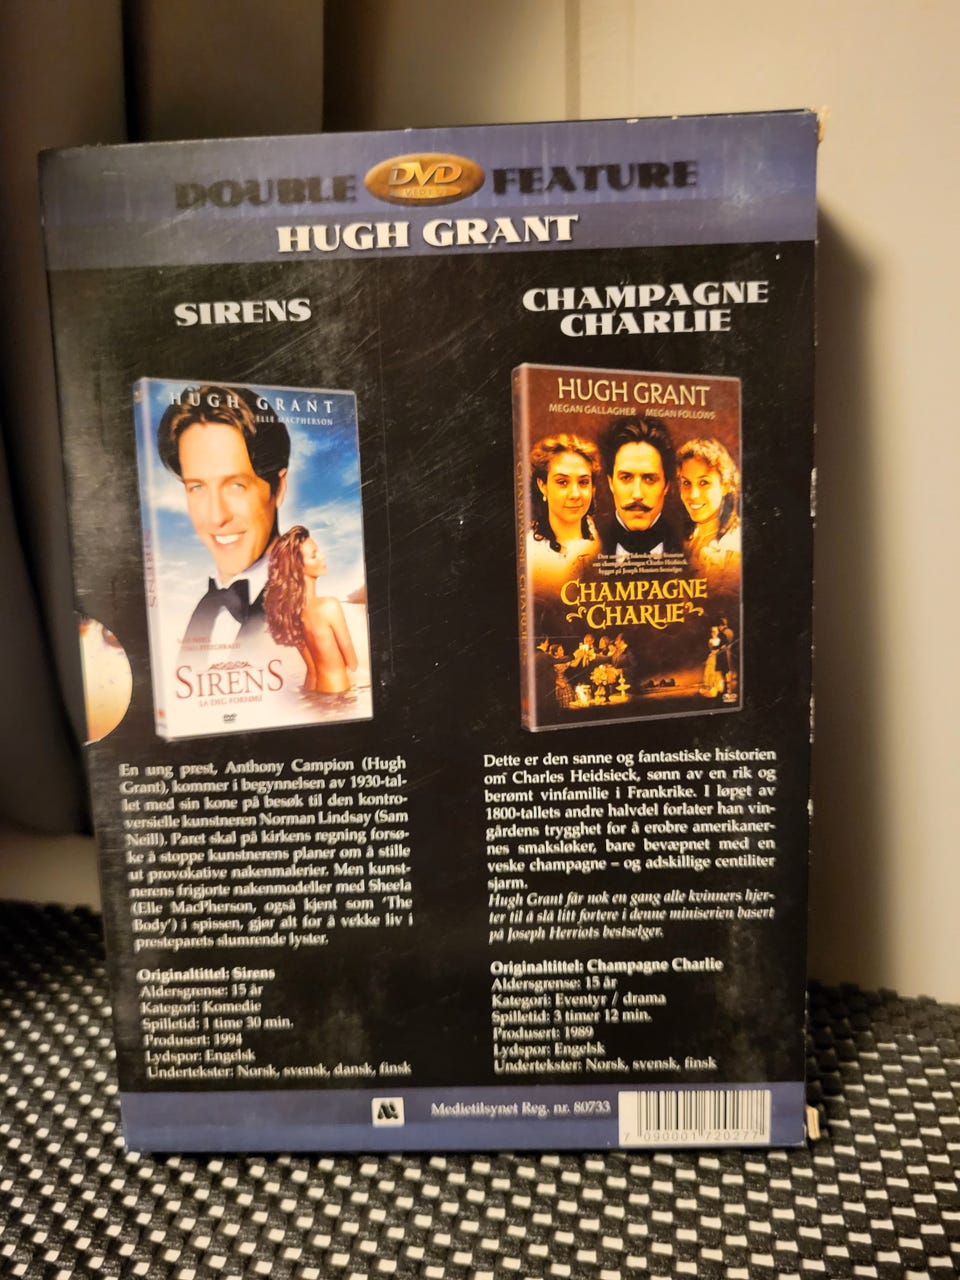 DOUBLE DVD FEATURE
HUGH GRANT
SIRENS
HUGH GRANT
ELLE MACPHERSON
SIRENS
SIRENS
LA DEG FORFØRE
DVD
En ung prest, Anthony Campion (Hugh
Grant), kommer i begynnelsen av 1930-tal-
let med sin kone på besøk til den kontro-
versielle kunstneren Norman Lindsay (Sam
Neill). Paret skal på kirkens regning forsø-
ke å stoppe kunstnerens planer om å stille
ut provokative nakenmalerier. Men kunst-
nerens frigjorte nakenmodeller med Sheela
(Elle MacPherson, også kjent som 'The
Body') i spissen, gjør alt for å vekke liv i
presteparets slumrende lyster.
Originaltittel: Sirens
Aldersgrense: 15 år
Kategori: Komedie
Spilletid: 1 time 30 min.
Produsert: 1994
Lydspor: Engelsk
Undertekster: Norsk, svensk, dansk, finsk
CHAMPAGNE
CHARLIE
HUGH GRANT
MEGAN GALLAGHER MEGAN FOLLOWS
CHAMPAGNE CHARLIE
CHAMPAGNE
CHARLIE
Dette er den sanne og fantastiske historien
om Charles Heidsieck, sønn av en rik og
berømt vinfamilie i Frankrike. I løpet av
1800-tallets andre halvdel forlater han vin-
gårdens trygghet for å erobre amerikaner-
nes smaksløker, bare bevæpnet med en
veske champagne – og adskillige centiliter
sjarm.
Hugh Grant får nok en gang alle kvinners hjer-
ter til å slå litt fortere i denne miniserien basert
på Joseph Herriots bestselger.
Originaltittel: Champagne Charlie
Aldersgrense: 15 år
Kategori: Eventyr / drama
Spilletid: 3 timer 12 min.
Produsert: 1989
Lydspor: Engelsk
Undertekster: Norsk, svensk, finsk
Medietilsynet Reg. nr. 80733
7 090001 720277